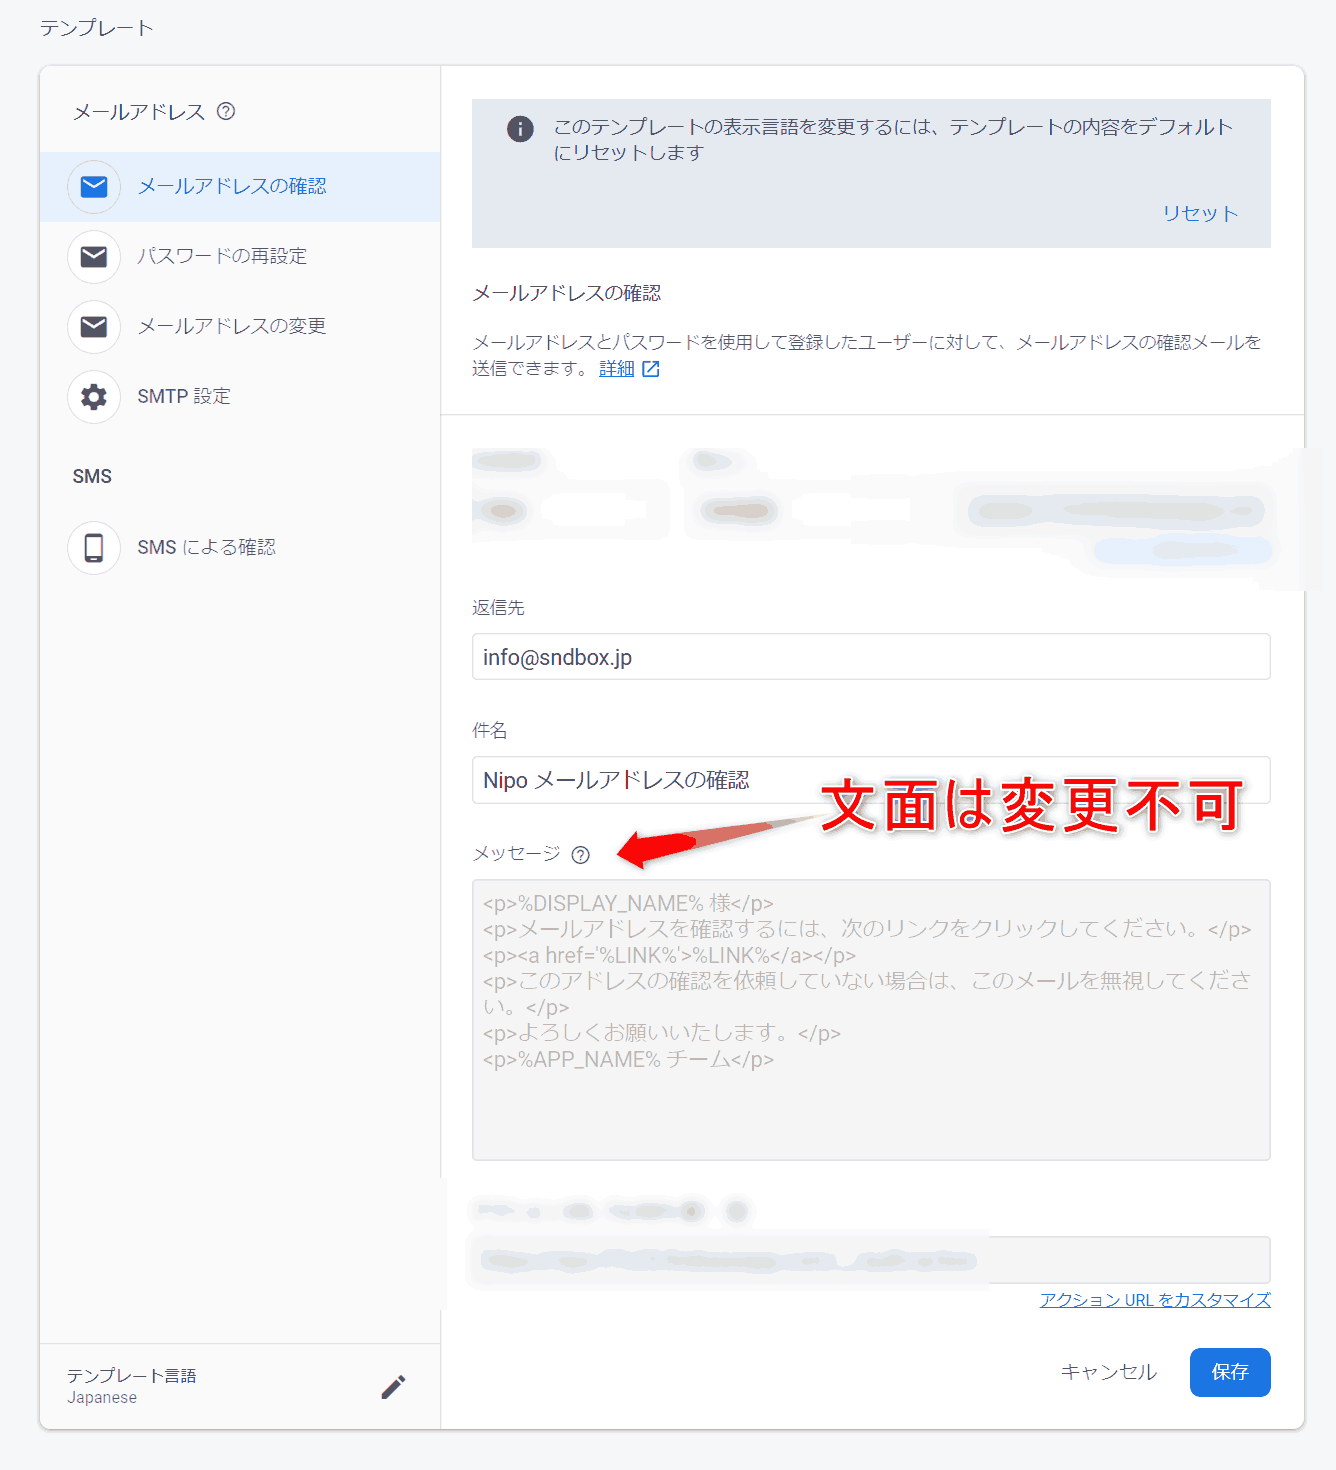 テンプレート
メールアドレス
メールアドレスの確認
パスワードの再設定
メールアドレスの変更
SMTP 設定
SMS
SMS による確認
テンプレート言語
Japanese
このテンプレートの表示言語を変更するには、テンプレートの内容をデフォルト
にリセットします
リセット
メールアドレスの確認
メールアドレスとパスワードを使用して登録したユーザーに対して、メールアドレスの確認メールを
送信できます。 詳細
返信先
info@sndbox.jp
件名
Nipo メールアドレスの確認
文面は変更不可
メッセージ
<p>%DISPLAY_NAME% 様</p>
<p>メールアドレスを確認するには、次のリンクをクリックしてください。</p>
<p><a href='%LINK%'>%LINK%</a></p>
<p>このアドレスの確認を依頼していない場合は、このメールを無視してくださ
い。</p>
<p>よろしくお願いいたします。</p>
<p>%APP_NAME% チーム</p>
アクション URL をカスタマイズ
キャンセル
保存